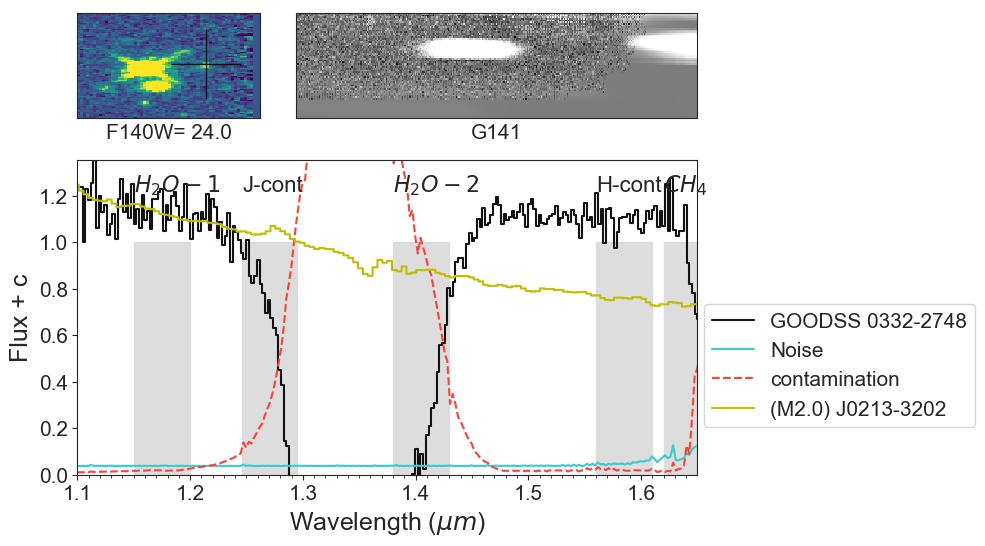 F140W= 24.0
G141
H₂O − 1
J-cont
H₂O − 2
H-cont
CH₄
1.2
1.0
0.8
0.6
0.4
0.2
0.0
Flux + c
1.1
1.2
1.3
1.4
1.5
1.6
Wavelength (μm)
GOODSS 0332-2748
Noise
contamination
(M2.0) J0213-3202